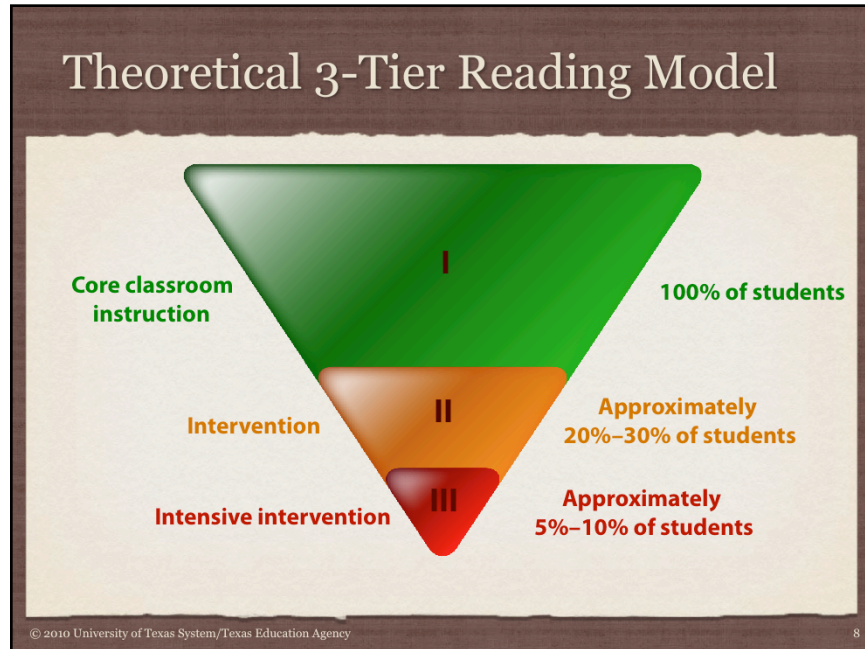 Theoretical 3-Tier Reading Model
I
Core classroom
instruction
100% of students
II
Intervention
Approximately
20%–30% of students
III
Intensive intervention
Approximately
5%–10% of students
© 2010 University of Texas System/Texas Education Agency
8